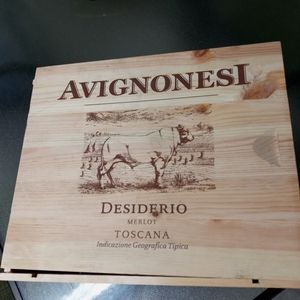 AVIGNONESI
DESIDERIO
MERLOT
TOSCANA
Indicazione Geografica Tipica